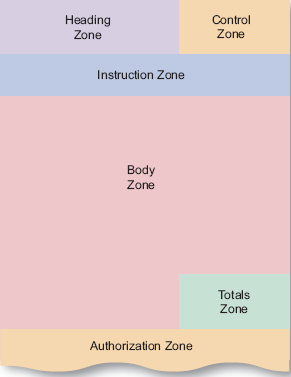 Heading
Zone
Control
Zone
Instruction Zone
Body
Zone
Totals
Zone
Authorization Zone